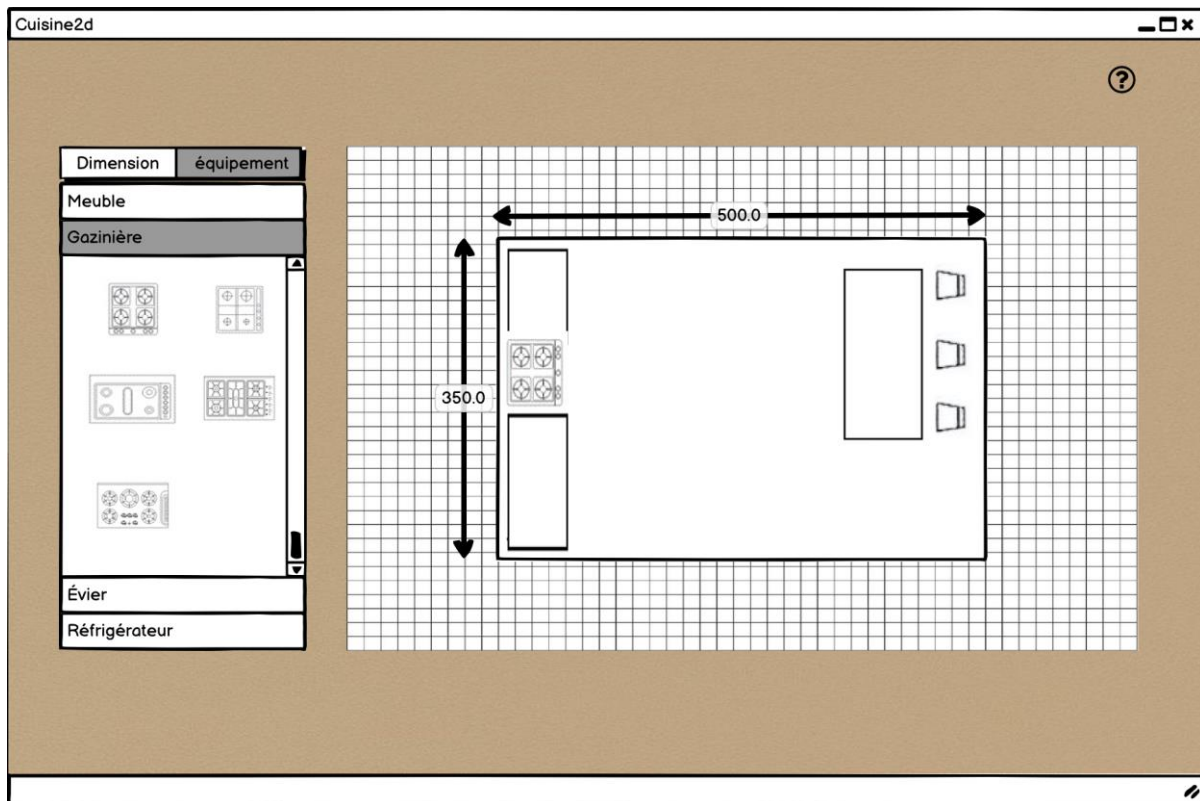 Cuisine2d
?
Dimension
équipement
Meuble
Gazinière
500.0
350.0
Évier
Réfrigérateur